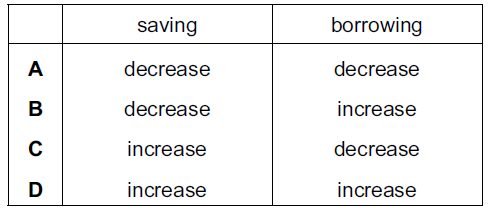 saving borrowing
A decrease decrease
B decrease increase
C increase decrease
D increase increase